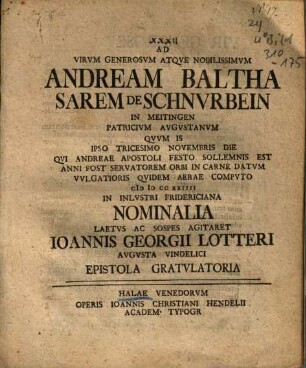 XXXII
AD
VIRVM GENEROSVM ATQVE NOBILISSIMVM
ANDREAM BALTHA
SAREM DE SCHNVRBEIN
IN MEITINGEN
PATRICIVM AVGVSTANVM
QVVM IS
IPSO TRICESIMO NOVEMBRIS DIE
QVI ANDREAE APOSTOLI FESTO SOLLEMNIS EST
ANNI POST SERVATOREM ORBI IN CARNE DATVM
VVLGATIORIS QVIDEM AERAE COMPVTO
cIɔ Iɔ CC XXIIII
IN INLVSTRI FRIDERICIANA
NOMINALIA
LAETVS AC SOSPES AGITARET
IOANNIS GEORGII LOTTERI
AVGVSTA VINDELICI
EPISTOLA GRATVLATORIA
HALAE VENEDORVM
OPERIS IOANNIS CHRISTIANI HENDELII
ACADEM. TYPOGR